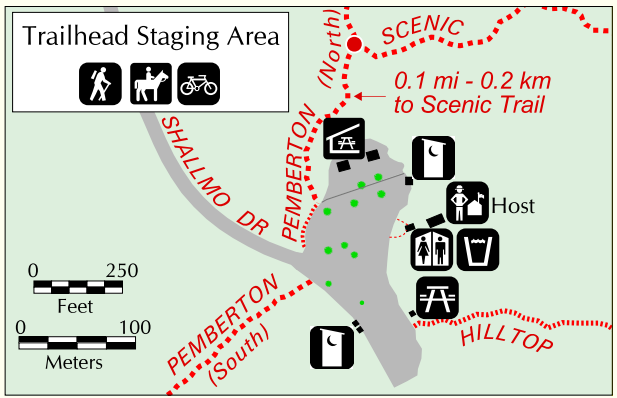 Trailhead Staging Area
(North)
SCENIC
0.1 mi - 0.2 km
to Scenic Trail
SHALLMO DR
PEMBERTON
Host
0 250
Feet
0 100
Meters
PEMBERTON
(South)
HILLTOP